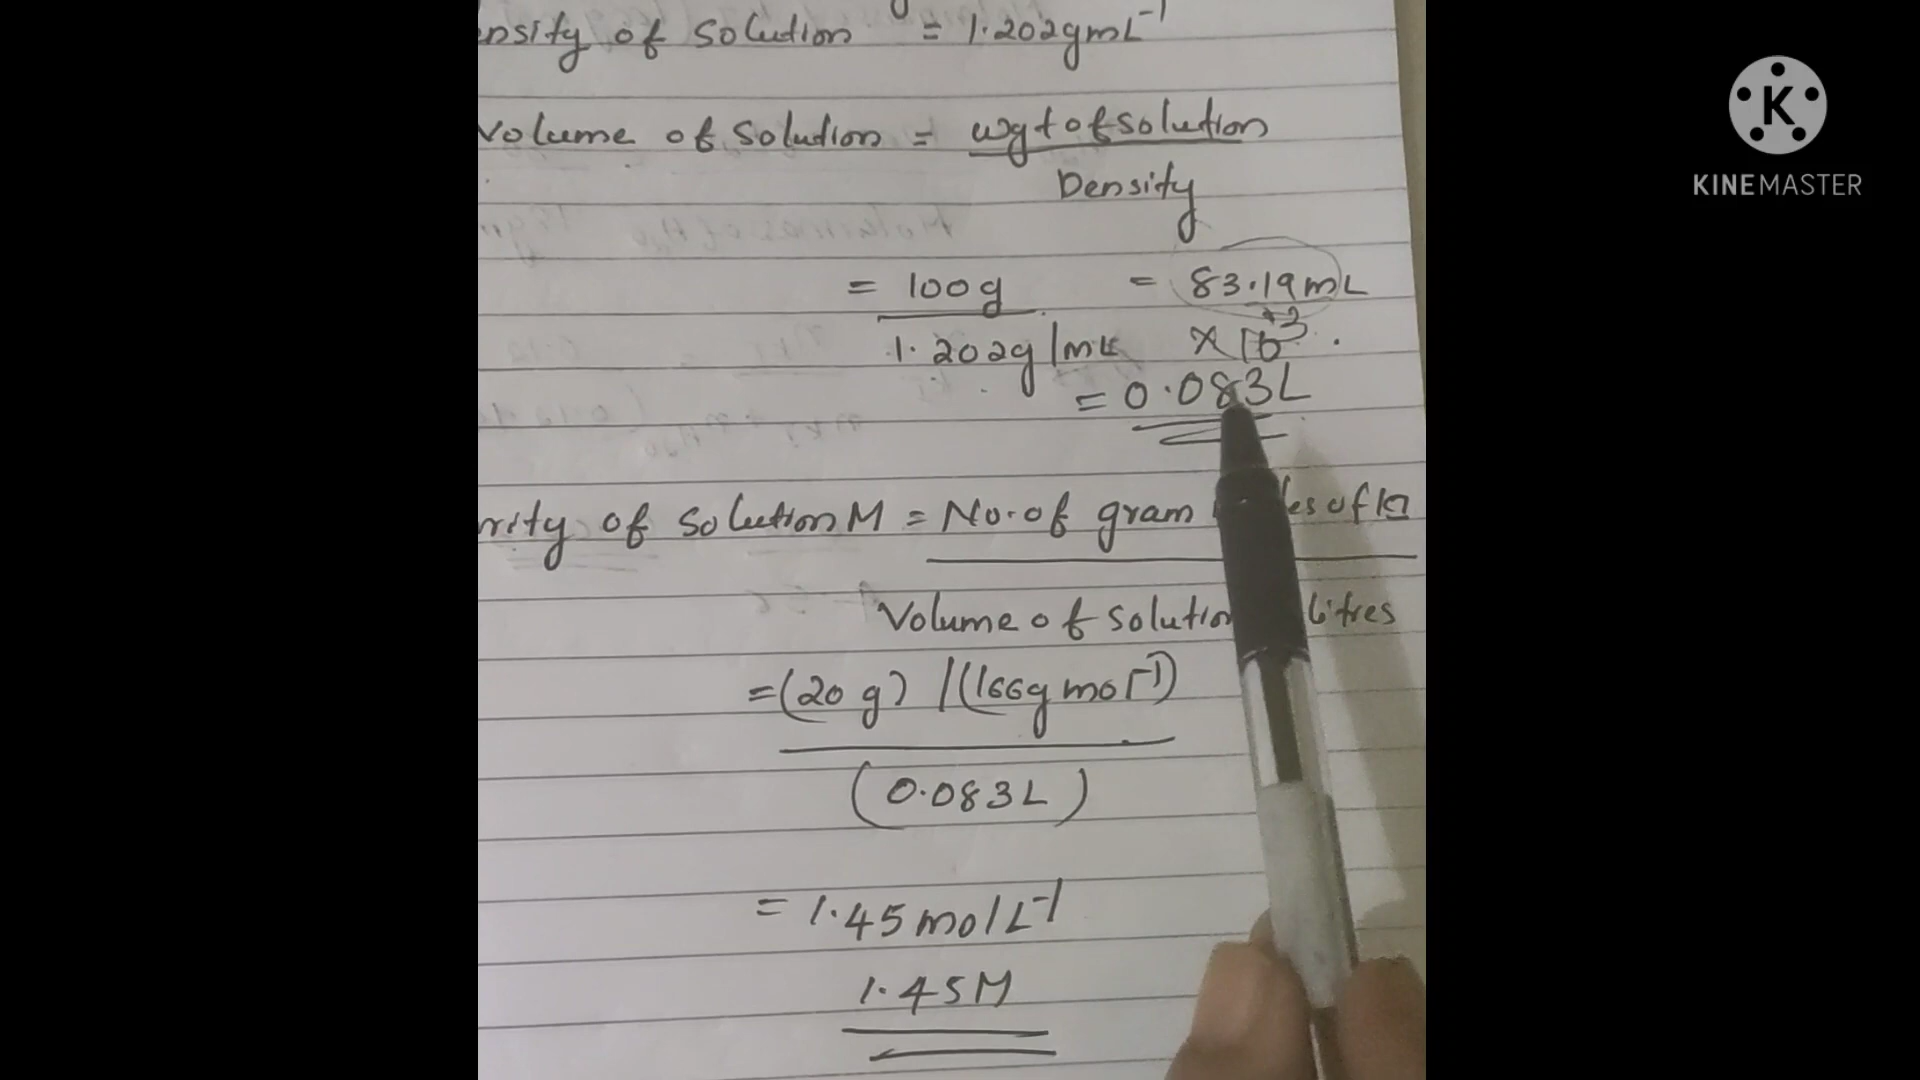 nsity of solution = 1.202gmL⁻¹
Volume of solution = wgt of solution
Density
= 100g = 83.19mL
1.202g/mL × 10⁺³.
= 0.083L
rity of solution M = No. of gram les of KI
Volume of solution litres
= (20 g) / (166g mol⁻¹)
(0.083L)
= 1.45 mol L⁻¹
1.45M
KINEMASTER